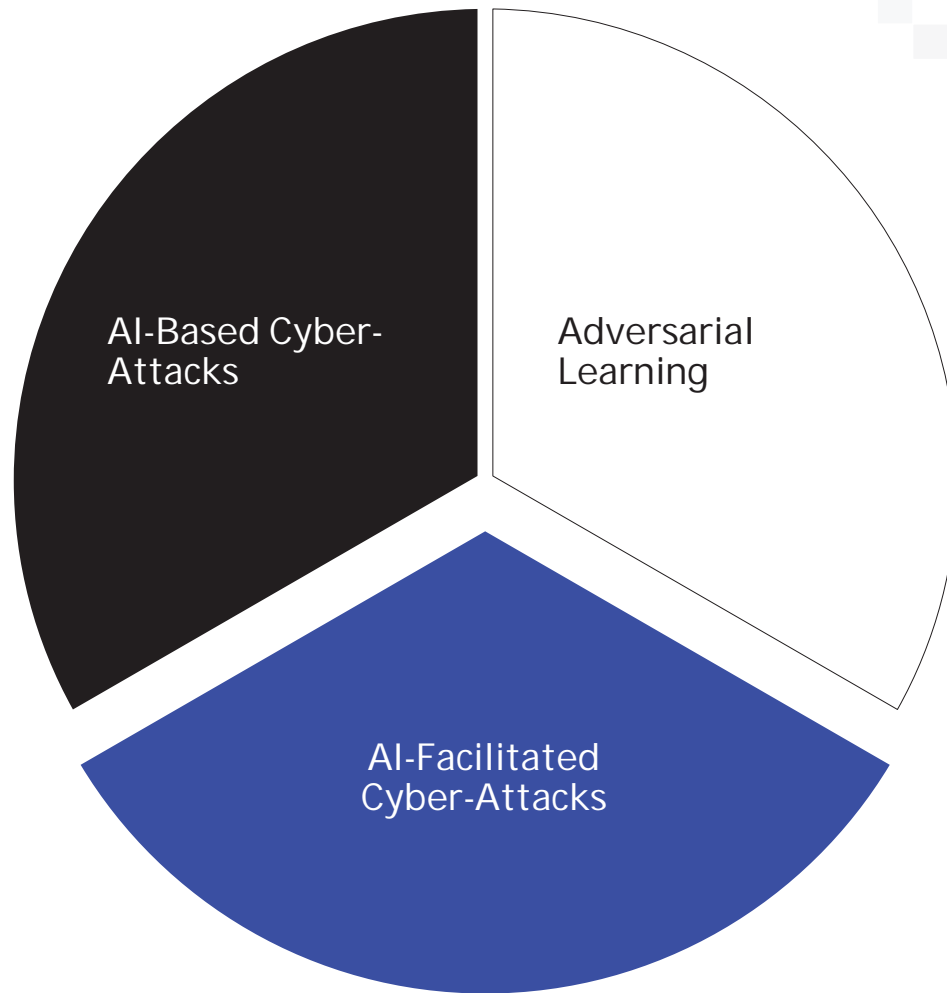 AI-Based Cyber-
Attacks
Adversarial
Learning
AI-Facilitated
Cyber-Attacks